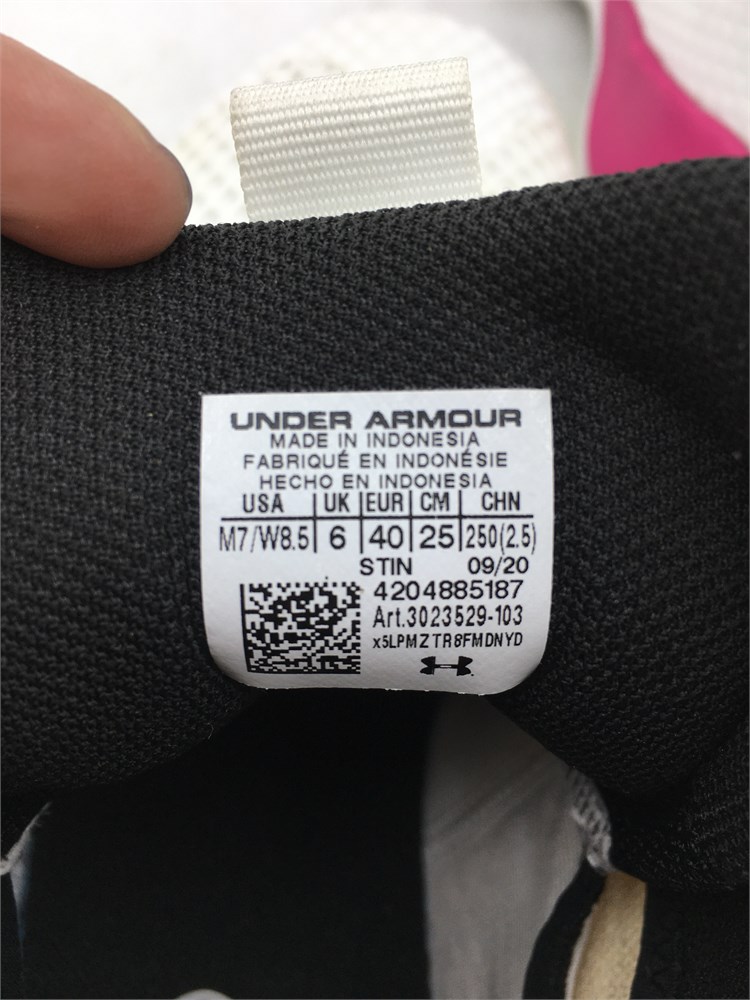 UNDER ARMOUR
MADE IN INDONESIA
FABRIQUÉ EN INDONÉSIE
HECHO EN INDONESIA
USA UK EUR CM CHN
M7/W8.5 6 40 25 250(2.5)
STIN 09/20
4204885187
Art.3023529-103
x5LPMZTR8FMDNYD